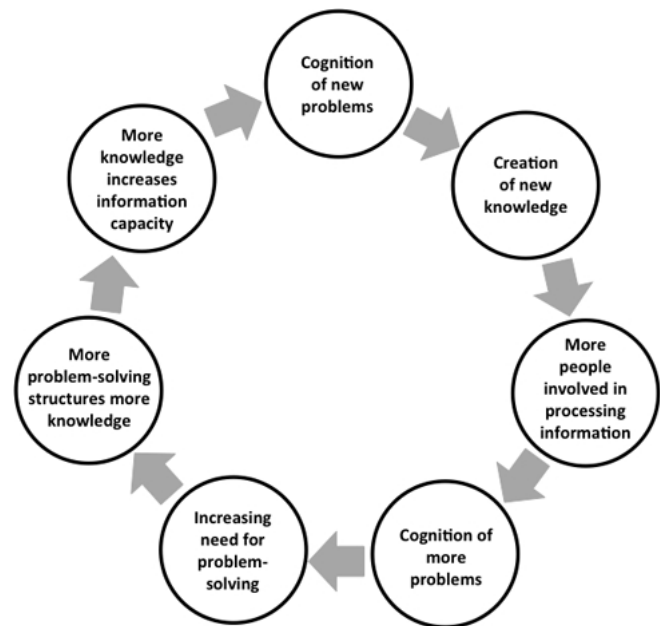 Cognition
of new
problems
Creation
of new
knowledge
More
people
involved in
processing
information
Cognition of
more
problems
Increasing
need for
problem-
solving
More
problem-solving
structures more
knowledge
More
knowledge
increases
information
capacity